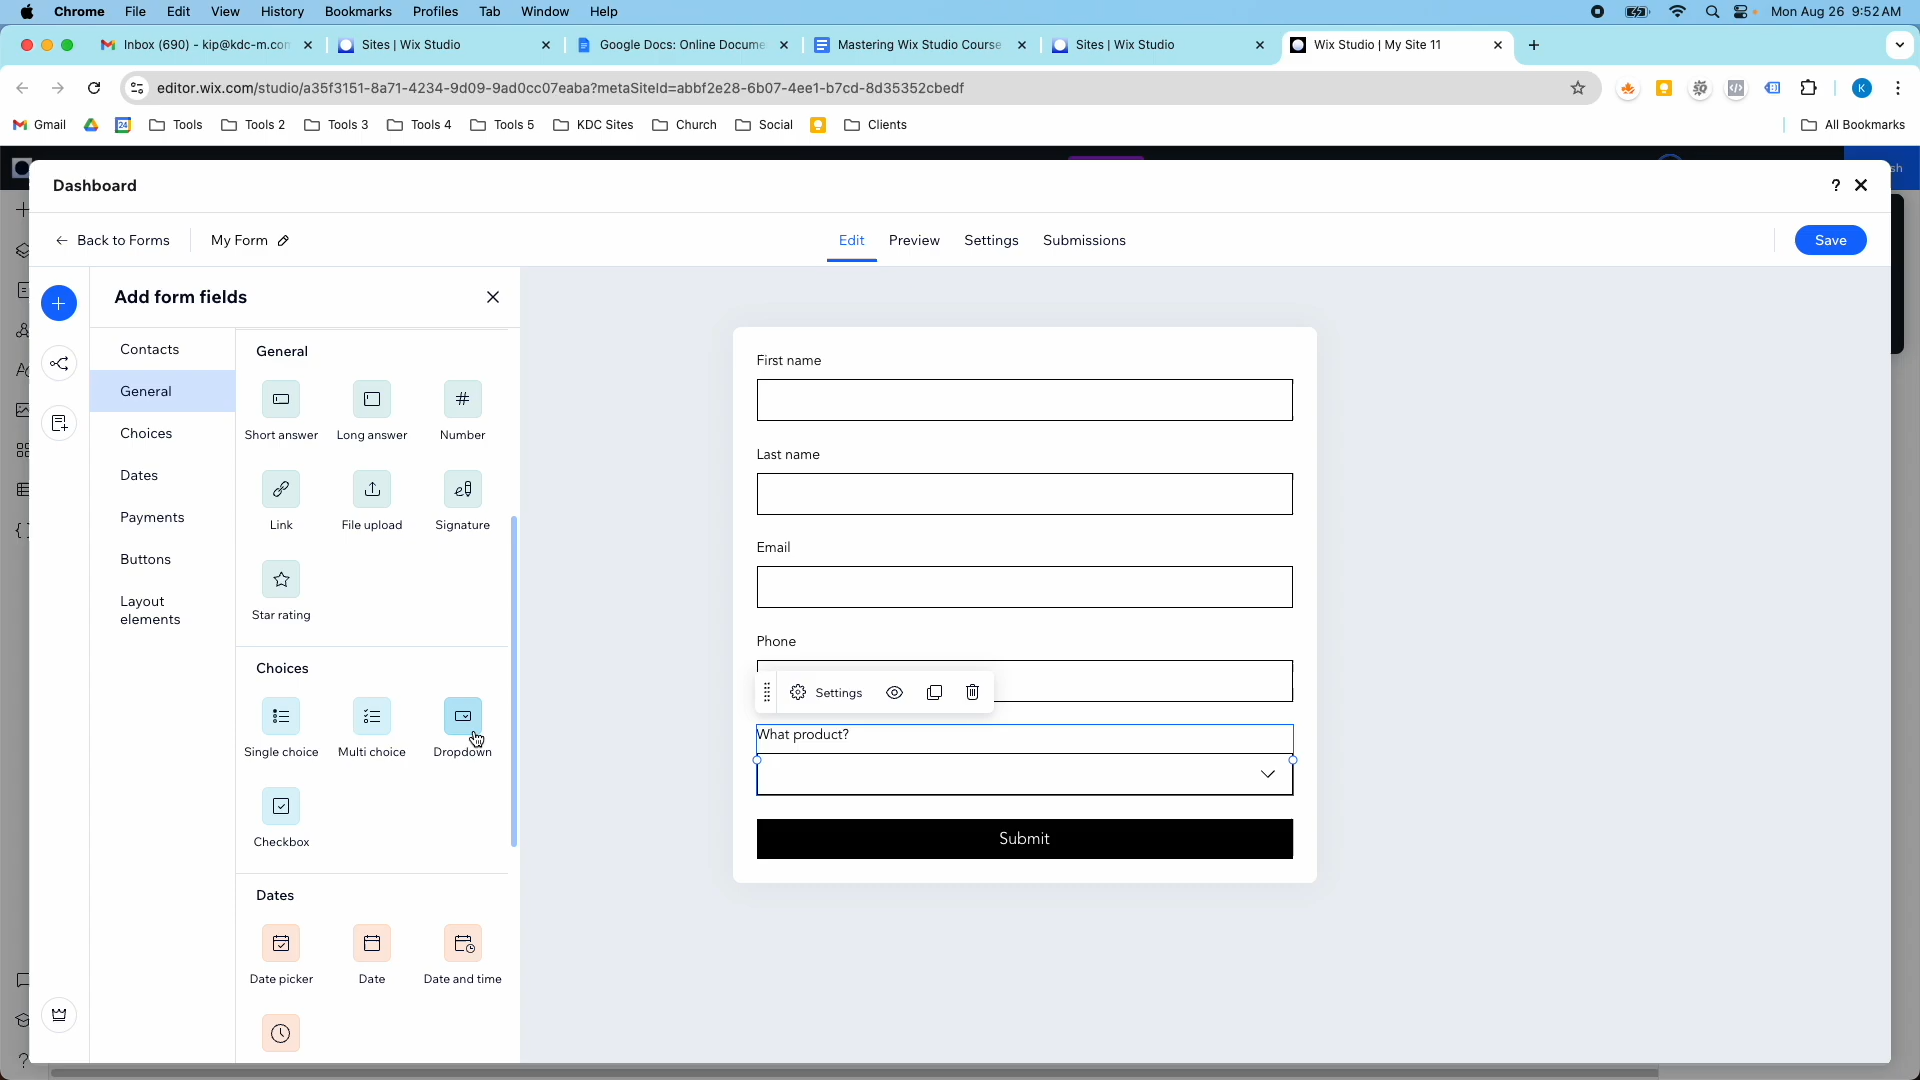 Chrome File Edit View History Bookmarks Profiles Tab Window Help Mon Aug 26 9:52 AM
Inbox (690) - kip@kdc-m.con Sites | Wix Studio Google Docs: Online Docume Mastering Wix Studio Course Sites | Wix Studio Wix Studio | My Site 11
editor.wix.com/studio/a35f3151-8a71-4234-9d09-9ad0cc07eaba?metaSiteId=abbf2e28-6b07-4ee1-b7cd-8d35352cbedf K
Gmail Tools Tools 2 Tools 3 Tools 4 Tools 5 KDC Sites Church Social Clients All Bookmarks
Dashboard ?
Back to Forms My Form Edit Preview Settings Submissions Save
Add form fields
Contacts
General
Choices
Dates
Payments
Buttons
Layout
elements
General
Short answer Long answer Number
Link File upload Signature
Star rating
Choices
Single choice Multi choice Dropdown
Checkbox
Dates
Date picker Date Date and time
First name
Last name
Email
Phone
Settings
What product?
Submit